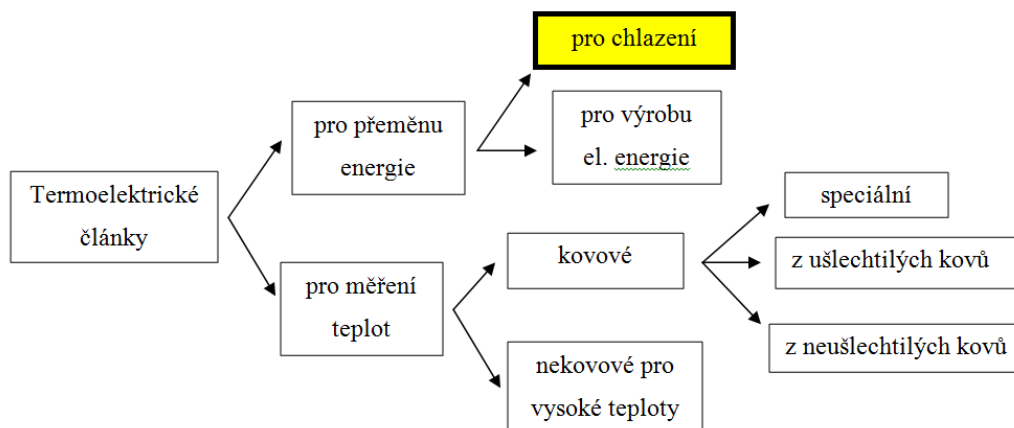 pro chlazení
pro přeměnu
energie
pro výrobu
el. energie
Termoelektrické
články
speciální
kovové
z ušlechtilých kovů
pro měření
teplot
z neušlechtilých kovů
nekovové pro
vysoké teploty